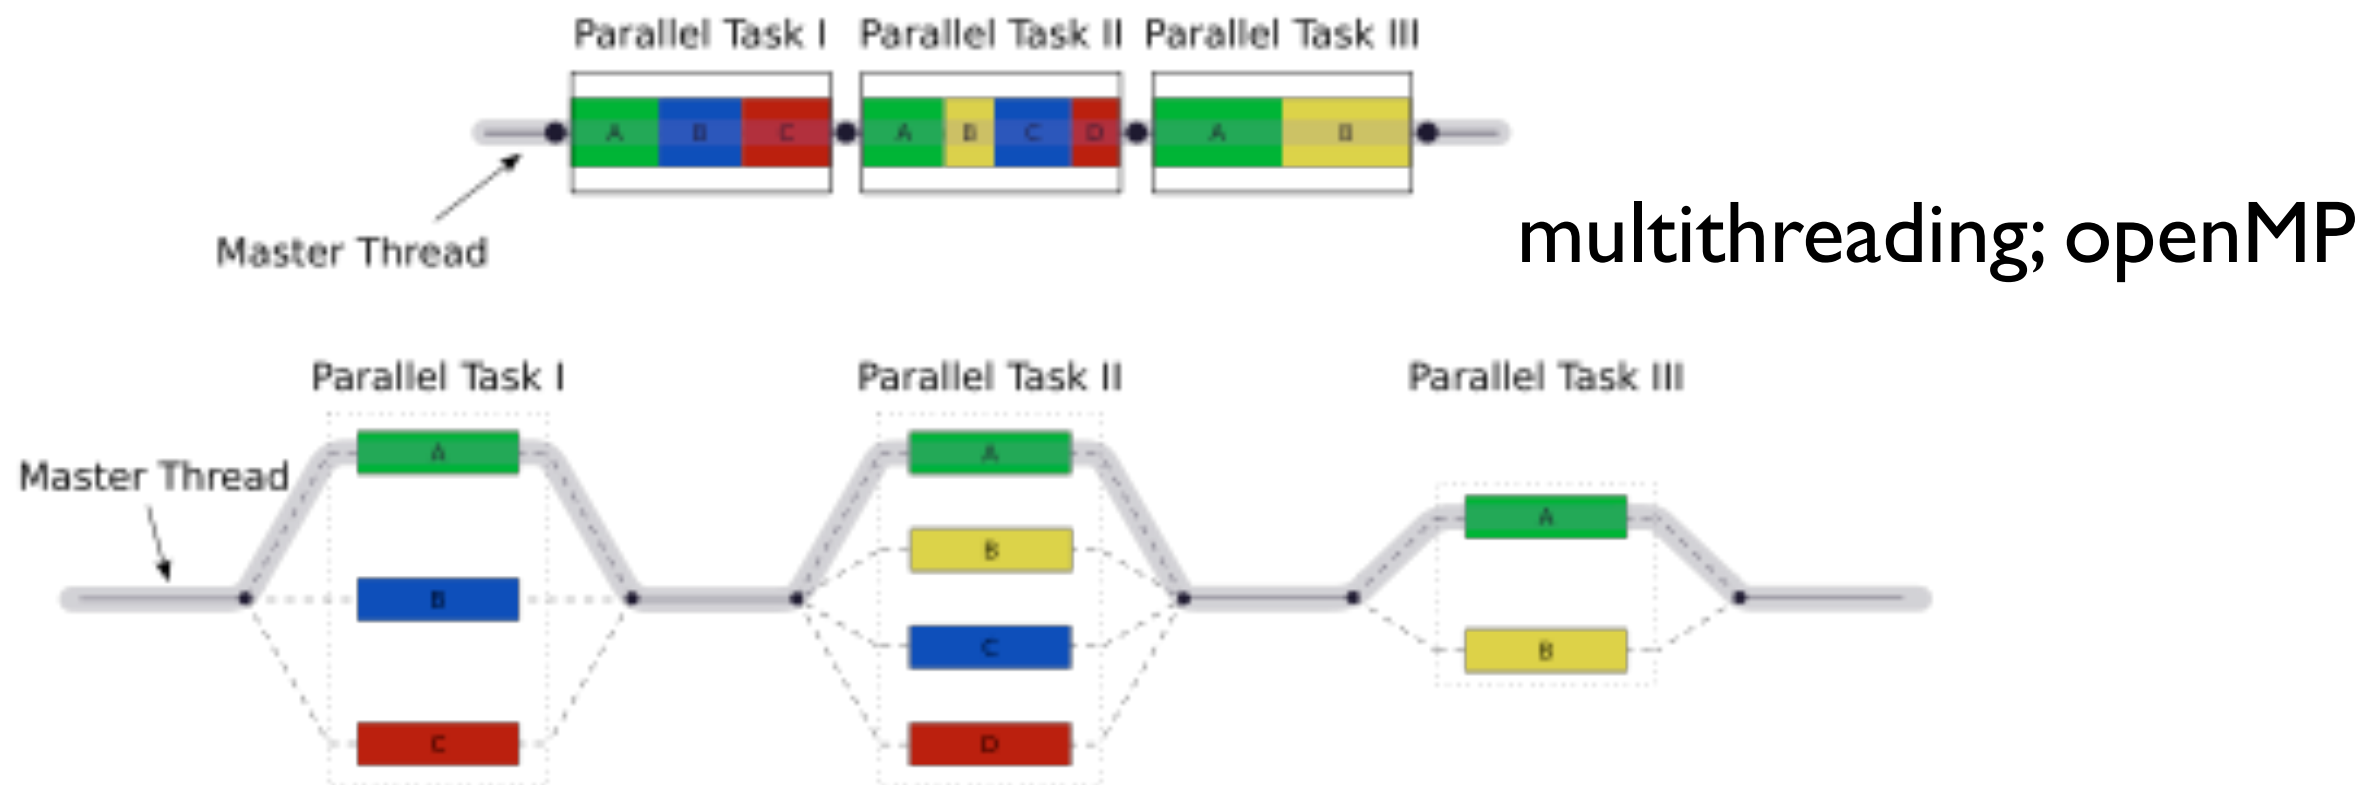 Parallel Task I Parallel Task II Parallel Task III
A B C A B C D A B
Master Thread
multithreading; openMP
Parallel Task I Parallel Task II Parallel Task III
Master Thread
A A A
B B C B
C D